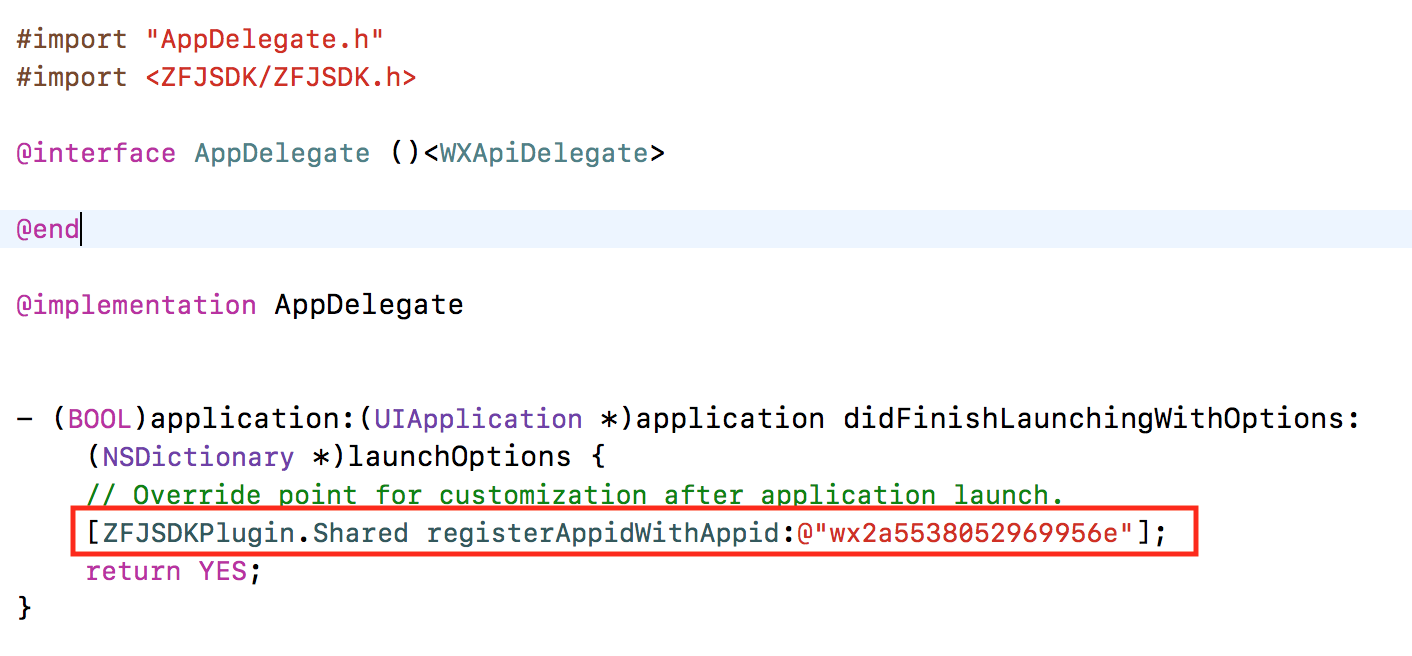 #import "AppDelegate.h"
#import <ZFJSDK/ZFJSDK.h>
@interface AppDelegate ()<WXApiDelegate>
@end
@implementation AppDelegate
- (BOOL)application:(UIApplication *)application didFinishLaunchingWithOptions:
(NSDictionary *)launchOptions {
// Override point for customization after application launch.
[ZFJSDKPlugin.Shared registerAppidWithAppid:@"wx2a5538052969956e"];
return YES;
}